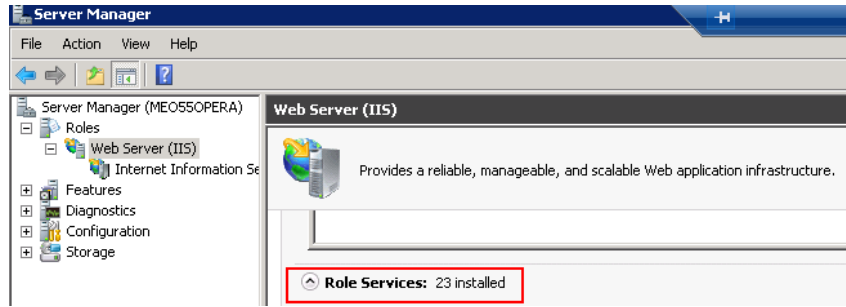 Server Manager
File Action View Help
Server Manager (MEO55OPERA)
Roles
Web Server (IIS)
Internet Information Se
Features
Diagnostics
Configuration
Storage
Web Server (IIS)
Provides a reliable, manageable, and scalable Web application infrastructure.
Role Services: 23 installed